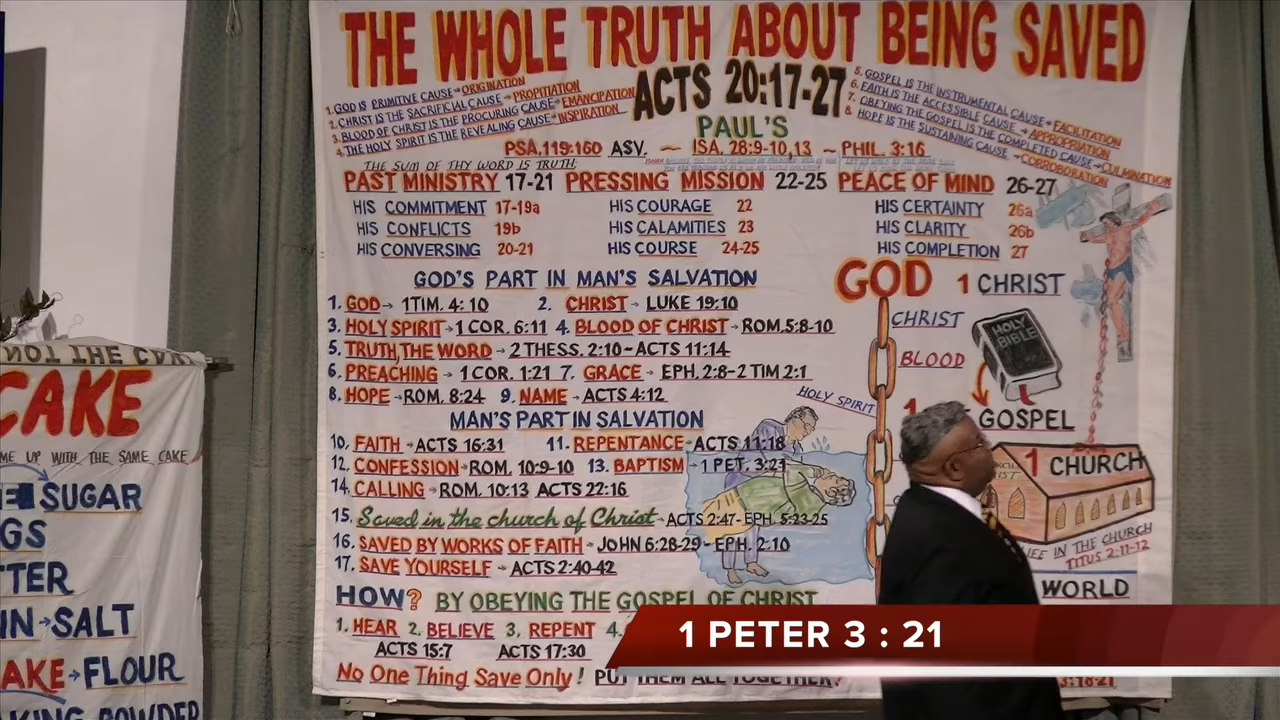 THE WHOLE TRUTH ABOUT BEING SAVED
ACTS 20:17-27
1. GOD IS PRIMITIVE CAUSE→ORIGINATION
2. CHRIST IS THE SACRIFICIAL CAUSE→PROPITIATION
3. BLOOD OF CHRIST IS THE PROCURING CAUSE→EMANCIPATION
4. THE HOLY SPIRIT IS THE REVEALING CAUSE→INSPIRATION
5. GOSPEL IS THE INSTRUMENTAL CAUSE→FACILITATION
6. FAITH IS THE ACCESSIBLE CAUSE→APPROPRIATION
7. OBEYING THE GOSPEL IS THE COMPLETED CAUSE→CULMINATION
8. HOPE IS THE SUSTAINING CAUSE→CORROBORATION
PAUL'S
PSA, 119:160 ASV. ~ ISA. 28:9-10,13 ~ PHIL. 3:16
THE SUM OF THY WORD IS TRUTH:
PAST MINISTRY 17-21 PRESSING MISSION 22-25 PEACE OF MIND 26-27
HIS COMMITMENT 17-19a HIS COURAGE 22 HIS CERTAINTY 26a
HIS CONFLICTS 19b HIS CALAMITIES 23 HIS CLARITY 26b
HIS CONVERSING 20-21 HIS COURSE 24-25 HIS COMPLETION 27
GOD'S PART IN MAN'S SALVATION
1. GOD→ 1TIM. 4:10 2. CHRIST→ LUKE 19:10
3. HOLY SPIRIT→1 COR. 6:11 4. BLOOD OF CHRIST→ROM.5:8-10
5. TRUTH,THE WORD→2 THESS. 2:10-ACTS 11:14
6. PREACHING→ 1COR. 1:21 7. GRACE→ EPH. 2:8-2 TIM 2:1
8. HOPE→ROM. 8:24 9. NAME→ ACTS 4:12
MAN'S PART IN SALVATION
10. FAITH→ACTS 16:31 11. REPENTANCE→ACTS 11:18
12. CONFESSION→ROM. 10:9-10 13. BAPTISM→1 PET. 3:21
14. CALLING→ROM. 10:13 ACTS 22:16
15. Saved in the church of Christ→ACTS 2:47-EPH. 5:23-25
16. SAVED BY WORKS OF FAITH→JOHN 6:28-29-EPH. 2:10
17. SAVE YOURSELF→ ACTS 2:40-42
HOW? BY OBEYING THE GOSPEL OF CHRIST
1. HEAR 2. BELIEVE 3, REPENT 4.
ACTS 15:7 ACTS 17:30
No One Thing Save Only! PUT THEM ALL TOGETHER?
GOD 1 CHRIST
CHRIST
HOLY BIBLE
BLOOD
HOLY SPIRIT
1 GOSPEL
1 CHURCH
LIFE IN THE CHURCH
TITUS 2:11-12
WORLD
3:18-21
CAKE
ME UP WITH THE SAME CAKE
SUGAR
GS
TTER
N→SALT
AKE→FLOUR
KING POWDER
1 PETER 3 : 21